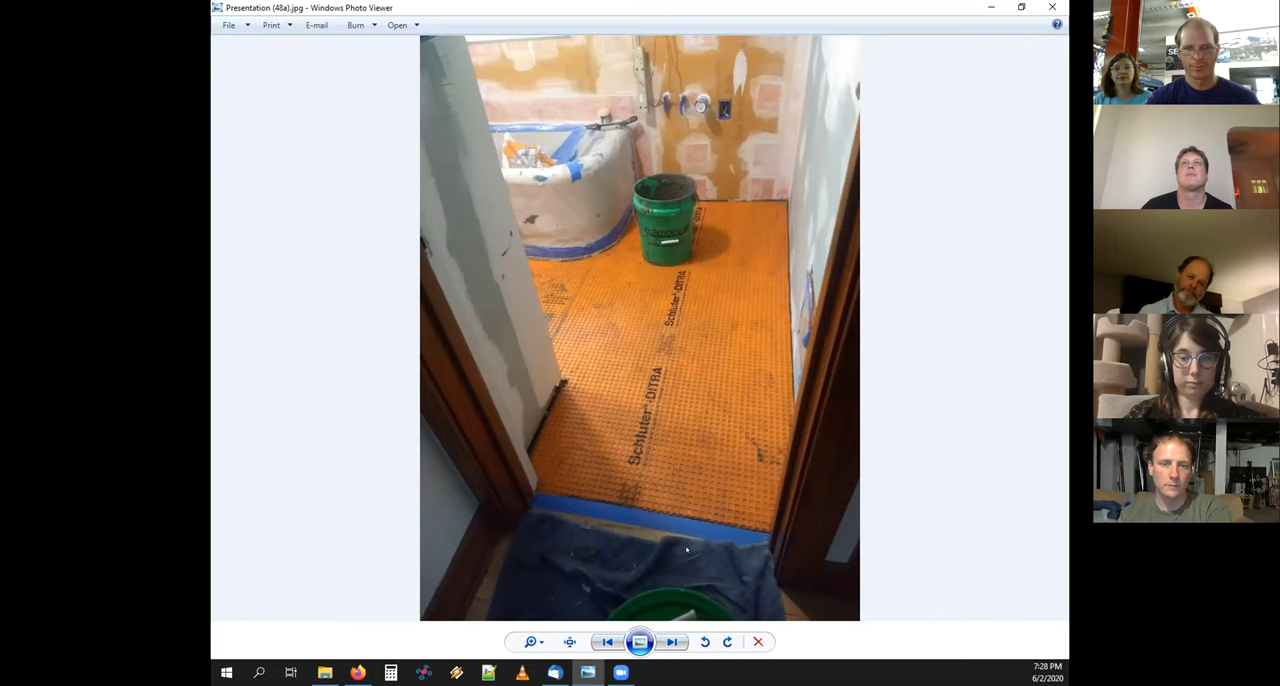 Presentation (48a).jpg - Windows Photo Viewer
File Print E-mail Burn Open
Schluter®-DITRA
Schluter®-DITRA
DITRA
7:28 PM
6/2/2020